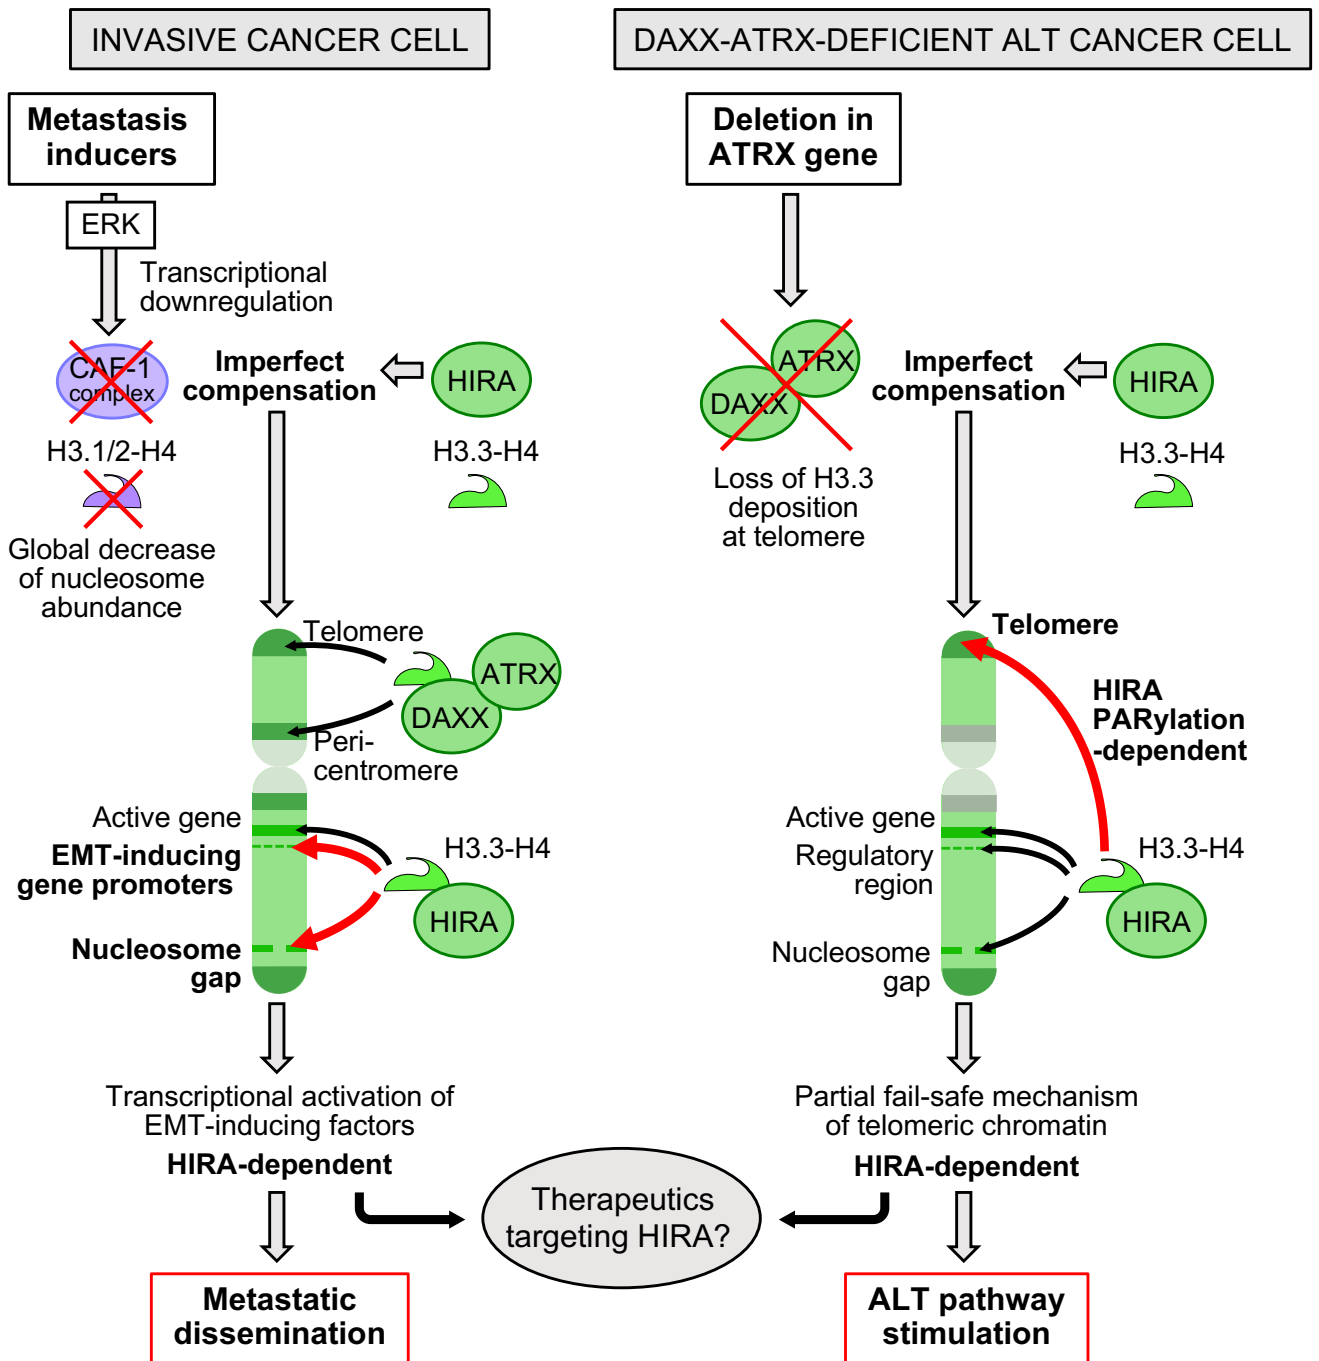 INVASIVE CANCER CELL
Metastasis
inducers
ERK
Transcriptional
downregulation
CAF-1
complex
Imperfect
compensation
HIRA
H3.1/2-H4
H3.3-H4
Global decrease
of nucleosome
abundance
Telomere
ATRX
DAXX
Peri-
centromere
Active gene
EMT-inducing
gene promoters
H3.3-H4
HIRA
Nucleosome
gap
Transcriptional activation of
EMT-inducing factors
HIRA-dependent
Metastatic
dissemination
DAXX-ATRX-DEFICIENT ALT CANCER CELL
Deletion in
ATRX gene
ATRX
DAXX
Imperfect
compensation
HIRA
H3.3-H4
Loss of H3.3
deposition
at telomere
Telomere
HIRA
PARylation
-dependent
Active gene
Regulatory
region
H3.3-H4
HIRA
Nucleosome
gap
Partial fail-safe mechanism
of telomeric chromatin
HIRA-dependent
ALT pathway
stimulation
Therapeutics
targeting HIRA?